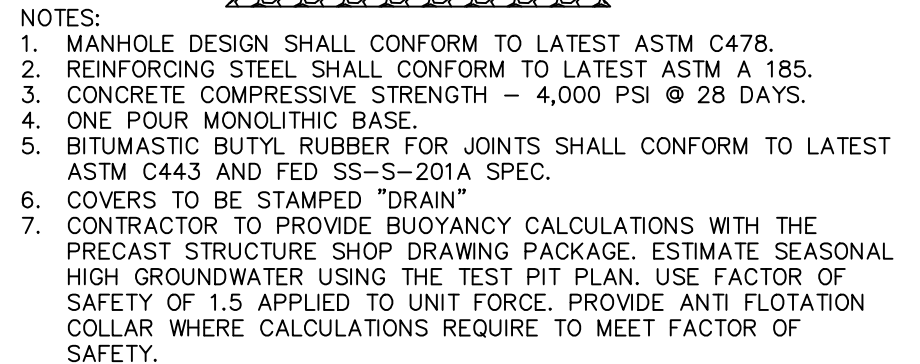 NOTES:
1. MANHOLE DESIGN SHALL CONFORM TO LATEST ASTM C478.
2. REINFORCING STEEL SHALL CONFORM TO LATEST ASTM A 185.
3. CONCRETE COMPRESSIVE STRENGTH – 4,000 PSI @ 28 DAYS.
4. ONE POUR MONOLITHIC BASE.
5. BITUMASTIC BUTYL RUBBER FOR JOINTS SHALL CONFORM TO LATEST
ASTM C443 AND FED SS–S–201A SPEC.
6. COVERS TO BE STAMPED "DRAIN"
7. CONTRACTOR TO PROVIDE BUOYANCY CALCULATIONS WITH THE
PRECAST STRUCTURE SHOP DRAWING PACKAGE. ESTIMATE SEASONAL
HIGH GROUNDWATER USING THE TEST PIT PLAN. USE FACTOR OF
SAFETY OF 1.5 APPLIED TO UNIT FORCE. PROVIDE ANTI FLOTATION
COLLAR WHERE CALCULATIONS REQUIRE TO MEET FACTOR OF
SAFETY.